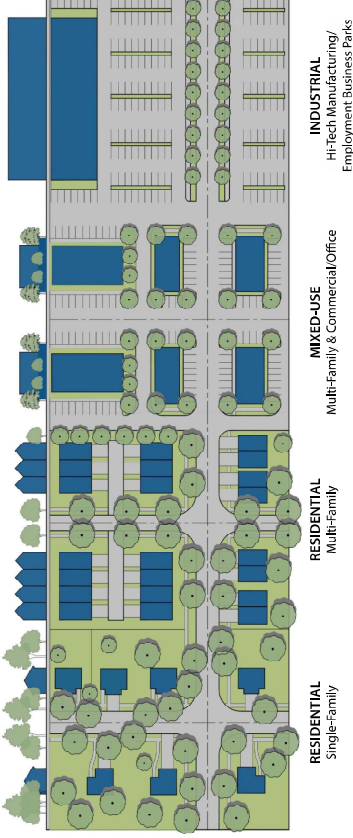 RESIDENTIAL
Single-Family
RESIDENTIAL
Multi-Family
MIXED-USE
Multi-Family & Commercial/Office
INDUSTRIAL
Hi-Tech Manufacturing/
Employment Business Parks